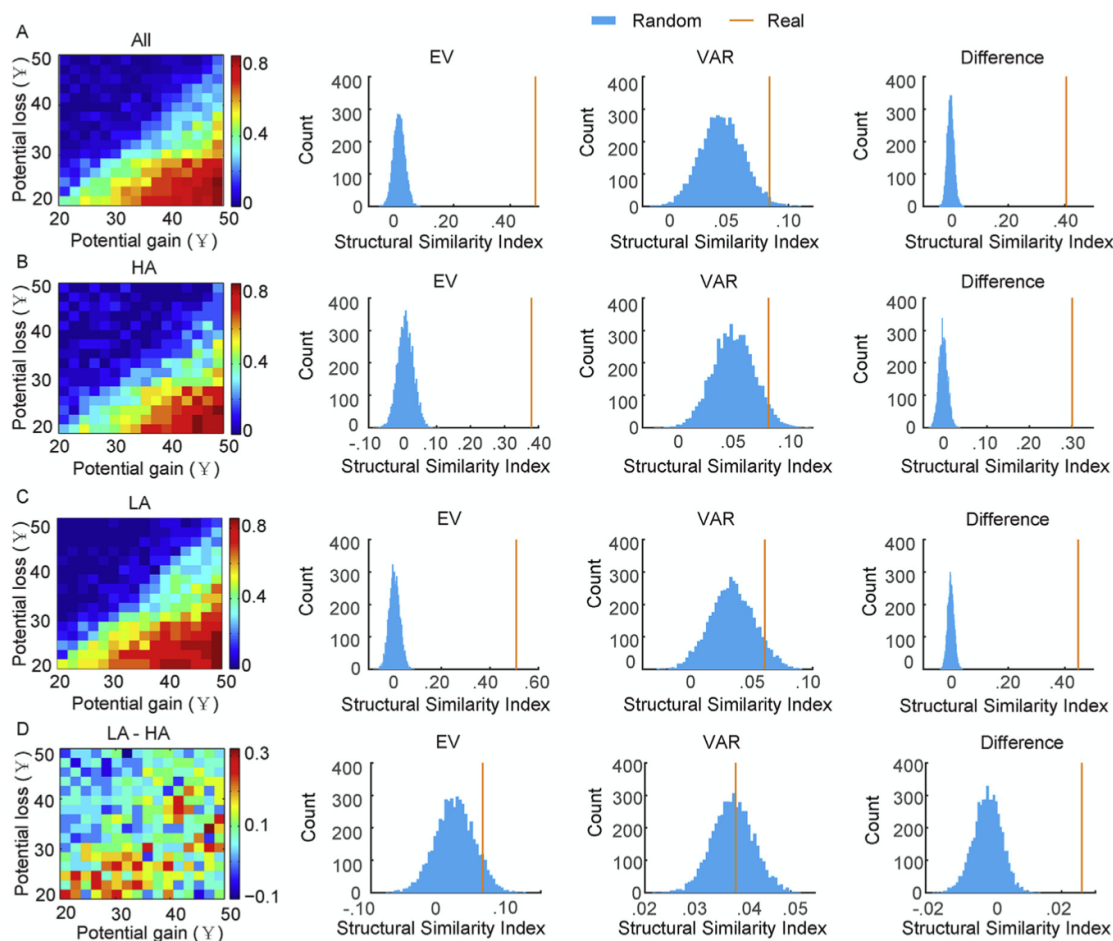 Random Real
A
All EV VAR Difference
Potential loss (¥)
50
40
30
20
20 30 40 50
Potential gain (¥)
0.8
0.4
0
Count
400
300
200
100
0
0 .20 .40
Structural Similarity Index
Count
400
300
200
100
0
0 .05 .10
Structural Similarity Index
Count
400
300
200
100
0
0 .20 .40
Structural Similarity Index
B
HA EV VAR Difference
Potential loss (¥)
50
40
30
20
20 30 40 50
Potential gain (¥)
0.8
0.4
0
Count
400
300
200
100
0
-.10 0 .10 .20 .30 .40
Structural Similarity Index
Count
400
300
200
100
0
0 .05 .10
Structural Similarity Index
Count
400
300
200
100
0
0 .10 .20 .30
Structural Similarity Index
C
LA EV VAR Difference
Potential loss (¥)
50
40
30
20
20 30 40 50
Potential gain (¥)
0.8
0.4
0
Count
400
300
200
100
0
0 .20 .40 .60
Structural Similarity Index
Count
400
300
200
100
0
0 .05 .10
Structural Similarity Index
Count
400
300
200
100
0
0 .20 .40
Structural Similarity Index
D
LA - HA EV VAR Difference
Potential loss (¥)
50
40
30
20
20 30 40 50
Potential gain (¥)
0.3
0.1
−0.1
Count
400
300
200
100
0
-.10 0 .10
Structural Similarity Index
Count
400
300
200
100
0
.02 .03 .04 .05
Structural Similarity Index
Count
400
300
200
100
0
-.02 0 .02
Structural Similarity Index